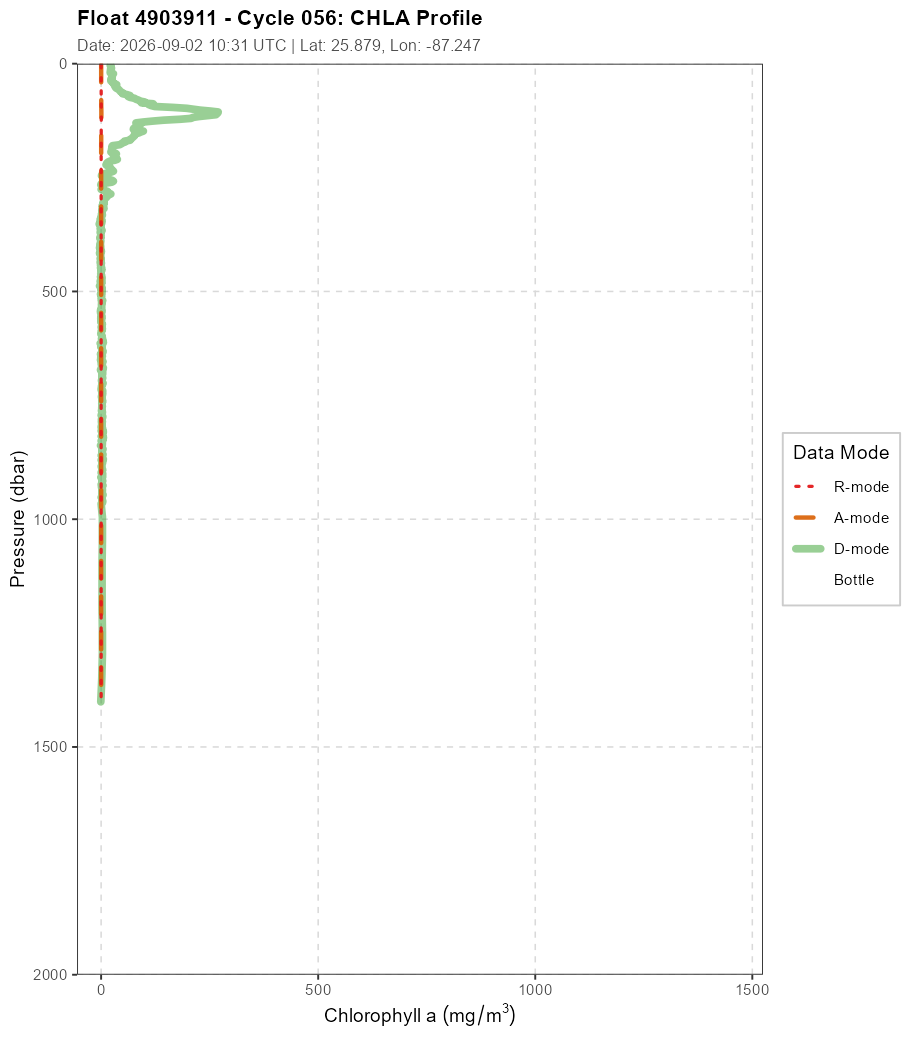 Float 4903911 - Cycle 056: CHLA Profile
Date: 2026-09-02 10:31 UTC | Lat: 25.879, Lon: -87.247
0
500
1000
1500
2000
Pressure (dbar)
0 500 1000 1500
Chlorophyll a (mg/m³)
Data Mode
R-mode
A-mode
D-mode
Bottle